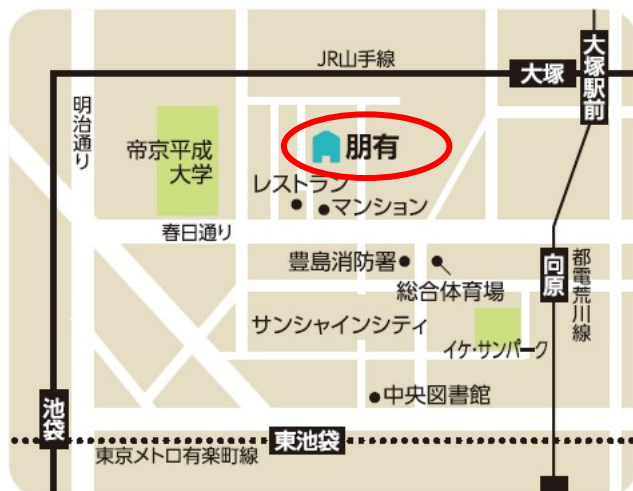 JR山手線
大塚
大塚駅前
明治通り
帝京平成
大学
朋有
レストラン
マンション
春日通り
豊島消防署
総合体育場
向原
都電荒川線
サンシャインシティ
イケ・サンパーク
中央図書館
池袋
東池袋
東京メトロ有楽町線